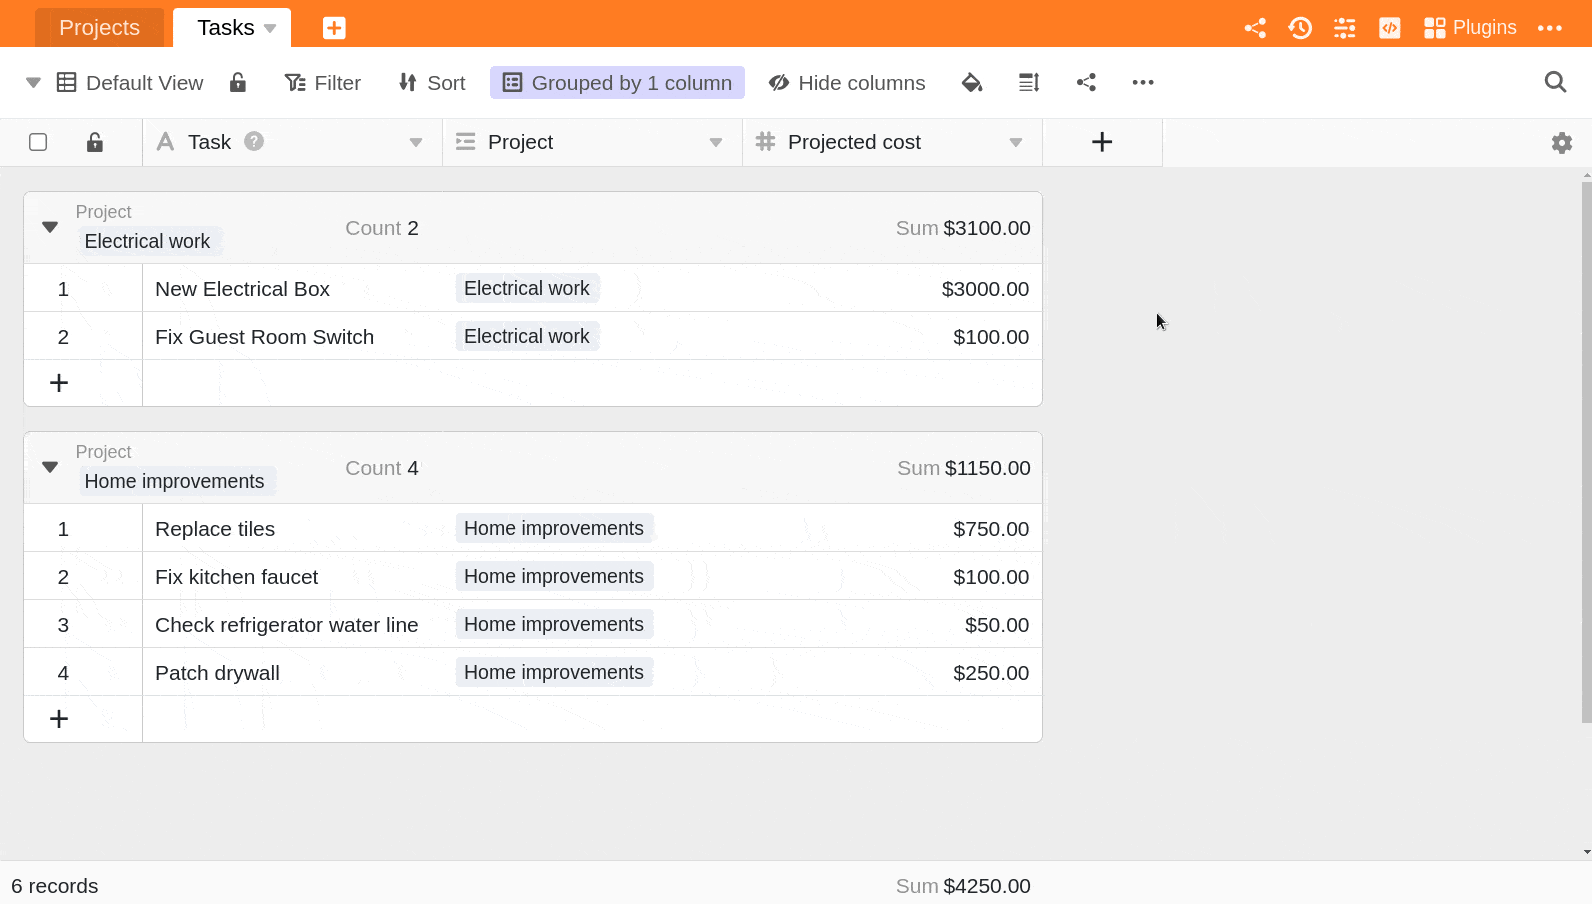 Projects Tasks Plugins
Default View Filter Sort Grouped by 1 column Hide columns
Task ? Project Projected cost
Project
Electrical work Count 2 Sum $3100.00
1 New Electrical Box Electrical work $3000.00
2 Fix Guest Room Switch Electrical work $100.00
Project
Home improvements Count 4 Sum $1150.00
1 Replace tiles Home improvements $750.00
2 Fix kitchen faucet Home improvements $100.00
3 Check refrigerator water line Home improvements $50.00
4 Patch drywall Home improvements $250.00
6 records Sum $4250.00